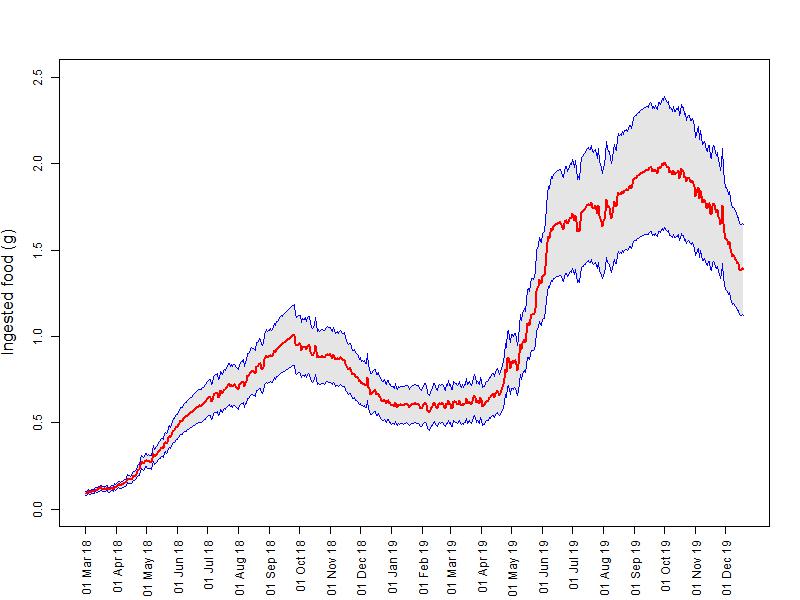 2.5
2.0
1.5
1.0
0.5
0.0
Ingested food (g)
01 Mar 18
01 Apr 18
01 May 18
01 Jun 18
01 Jul 18
01 Aug 18
01 Sep 18
01 Oct 18
01 Nov 18
01 Dec 18
01 Jan 19
01 Feb 19
01 Mar 19
01 Apr 19
01 May 19
01 Jun 19
01 Jul 19
01 Aug 19
01 Sep 19
01 Oct 19
01 Nov 19
01 Dec 19